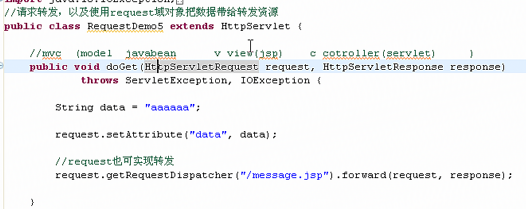 import java.io.IOException;
//请求转发，以及使用request域对象把数据带给转发资源
public class RequestDemo5 extends HttpServlet {
//mvc (model javabean v view(jsp) c cotroller(servlet) )
public void doGet(HttpServletRequest request, HttpServletResponse response)
throws ServletException, IOException {
String data = "aaaaaa";
request.setAttribute("data", data);
//request也可实现转发
request.getRequestDispatcher("/message.jsp").forward(request, response);
}